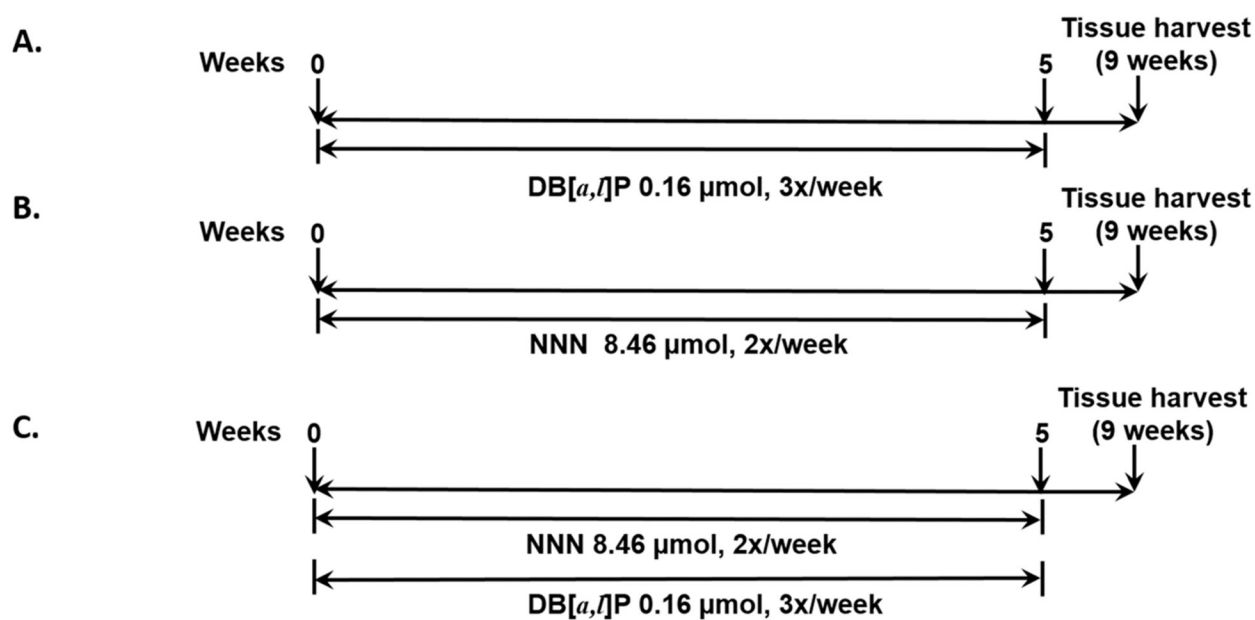 A.
Weeks 0 5 Tissue harvest
(9 weeks)
DB[a,l]P 0.16 µmol, 3x/week
B.
Weeks 0 5 Tissue harvest
(9 weeks)
NNN 8.46 µmol, 2x/week
C.
Weeks 0 5 Tissue harvest
(9 weeks)
NNN 8.46 µmol, 2x/week
DB[a,l]P 0.16 µmol, 3x/week